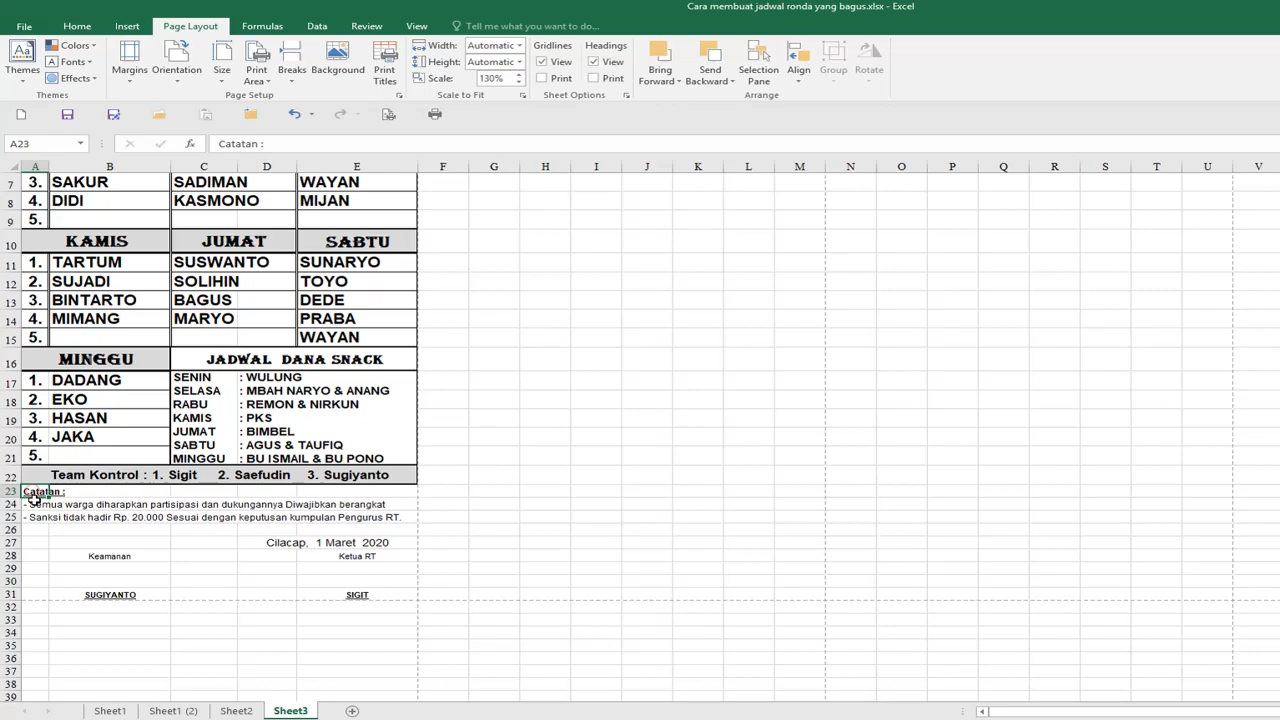 Cara membuat jadwal ronda yang bagus.xlsx - Excel
File Home Insert Page Layout Formulas Data Review View Tell me what you want to do...
Themes Colors Fonts Effects Margins Orientation Size Print Area Breaks Background Print Titles Width: Automatic Height: Automatic Scale: 130% Gridlines View Print Headings View Print Bring Forward Send Backward Selection Pane Align Group Rotate
Themes Page Setup Scale to Fit Sheet Options Arrange
A23 fx Catatan :
A B C D E F G H I J K L M N O P Q R S T U V
7 3. SAKUR SADIMAN WAYAN
8 4. DIDI KASMONO MIJAN
9 5.
10 KAMIS JUMAT SABTU
11 1. TARTUM SUSWANTO SUNARYO
12 2. SUJADI SOLIHIN TOYO
13 3. BINTARTO BAGUS DEDE
14 4. MIMANG MARYO PRABA
15 5. WAYAN
16 MINGGU JADWAL DANA SNACK
17 1. DADANG SENIN : WULUNG
SELASA : MBAH NARYO & ANANG
18 2. EKO RABU : REMON & NIRKUN
19 3. HASAN KAMIS : PKS
20 4. JAKA JUMAT : BIMBEL
SABTU : AGUS & TAUFIQ
21 5. MINGGU : BU ISMAIL & BU PONO
22 Team Kontrol : 1. Sigit 2. Saefudin 3. Sugiyanto
23 Catatan :
24 - Semua warga diharapkan partisipasi dan dukungannya Diwajibkan berangkat
25 - Sanksi tidak hadir Rp. 20.000 Sesuai dengan keputusan kumpulan Pengurus RT.
26
27 Cilacap, 1 Maret 2020
28 Keamanan Ketua RT
29
30
31 SUGIYANTO SIGIT
32
33
34
35
36
37
38
39
Sheet1 Sheet1 (2) Sheet2 Sheet3